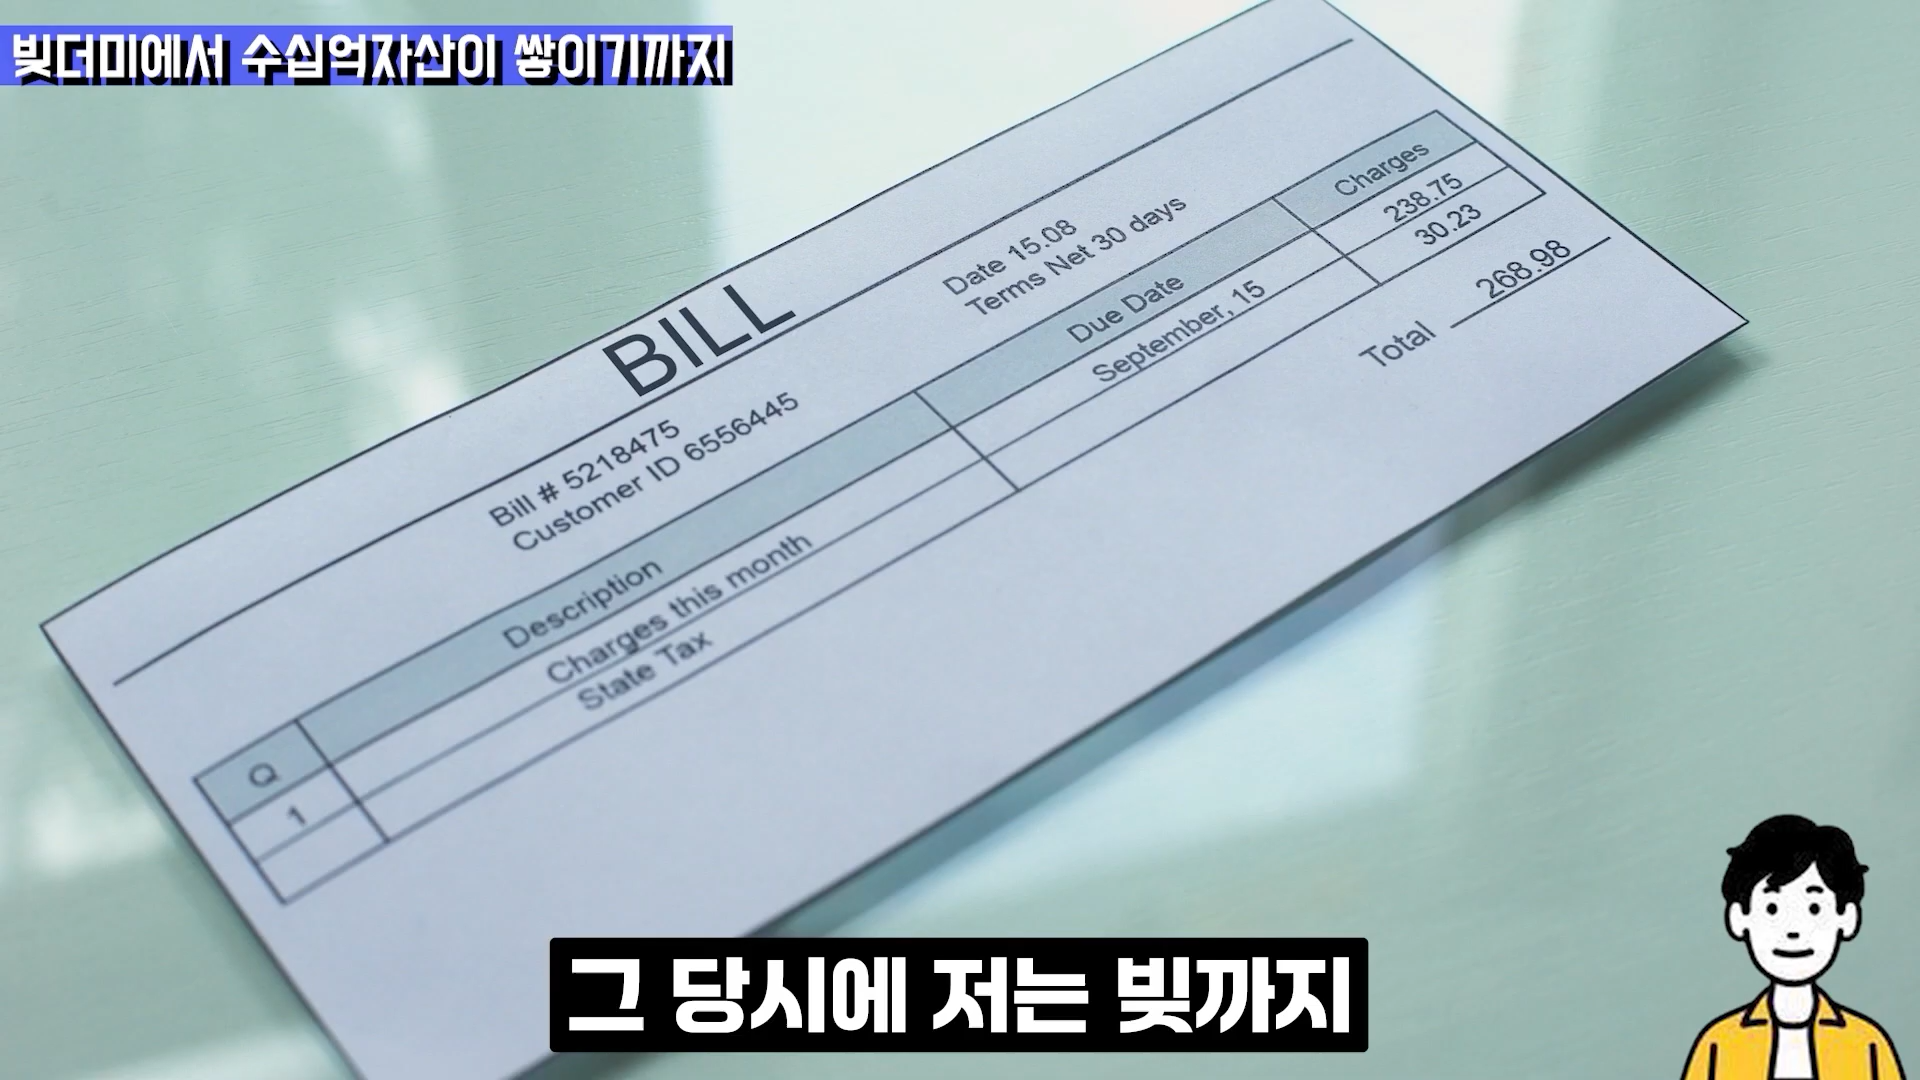 빚더미에서 수십억자산이 쌓이기까지
BILL
Bill # 5218475
Customer ID 6556445
Date 15.08
Terms Net 30 days
Q Description Due Date Charges
1 Charges this month September, 15 238.75
State Tax 30.23
Total 268.98
그 당시에 저는 빚까지